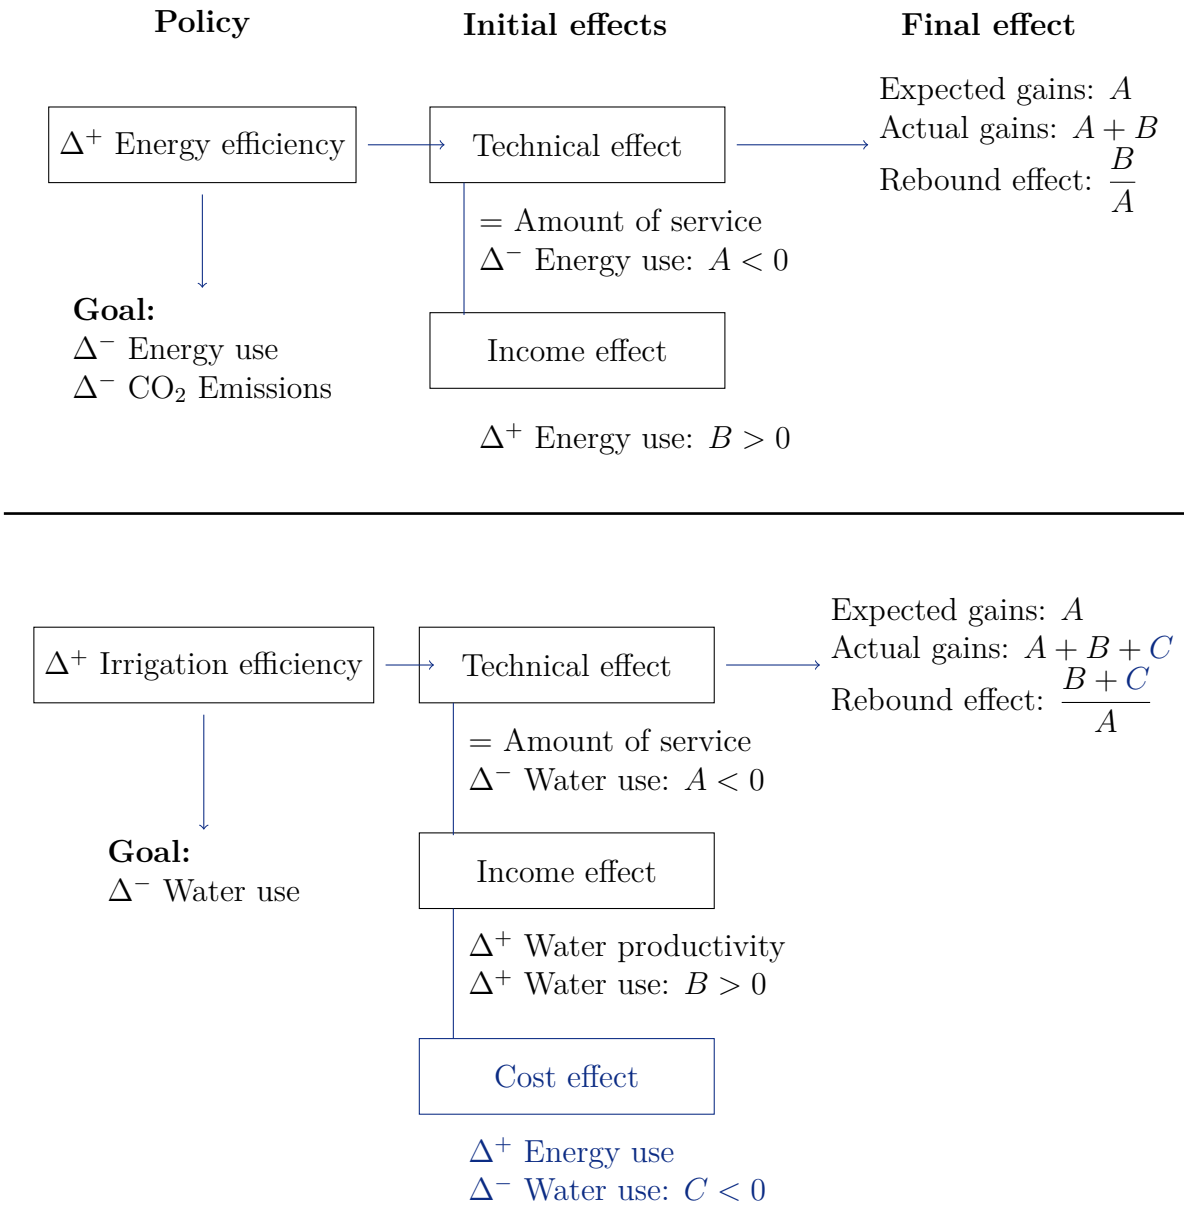 Policy
Initial effects
Final effect
Δ⁺ Energy efficiency
Technical effect
Expected gains: A
Actual gains: A + B
Rebound effect: B/A
= Amount of service
Δ⁻ Energy use: A < 0
Goal:
Δ⁻ Energy use
Δ⁻ CO₂ Emissions
Income effect
Δ⁺ Energy use: B > 0
Δ⁺ Irrigation efficiency
Technical effect
Expected gains: A
Actual gains: A + B + C
Rebound effect: (B + C)/A
= Amount of service
Δ⁻ Water use: A < 0
Goal:
Δ⁻ Water use
Income effect
Δ⁺ Water productivity
Δ⁺ Water use: B > 0
Cost effect
Δ⁺ Energy use
Δ⁻ Water use: C < 0